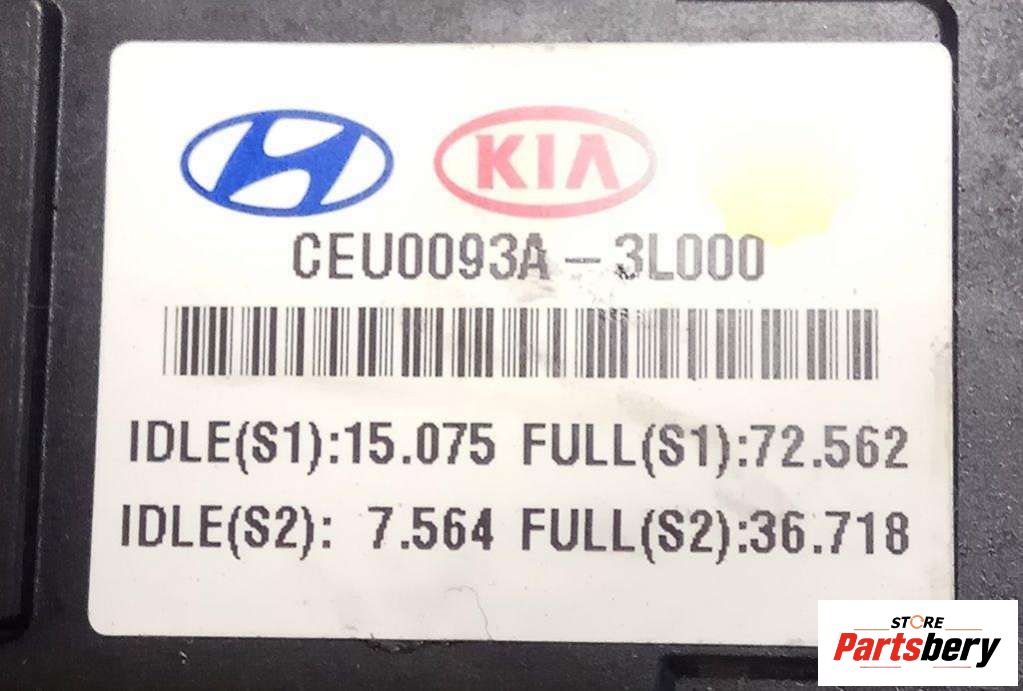 KIA
CEU0093A-3L000
IDLE(S1):15.075 FULL(S1):72.562
IDLE(S2): 7.564 FULL(S2):36.718
STORE
Partsbery